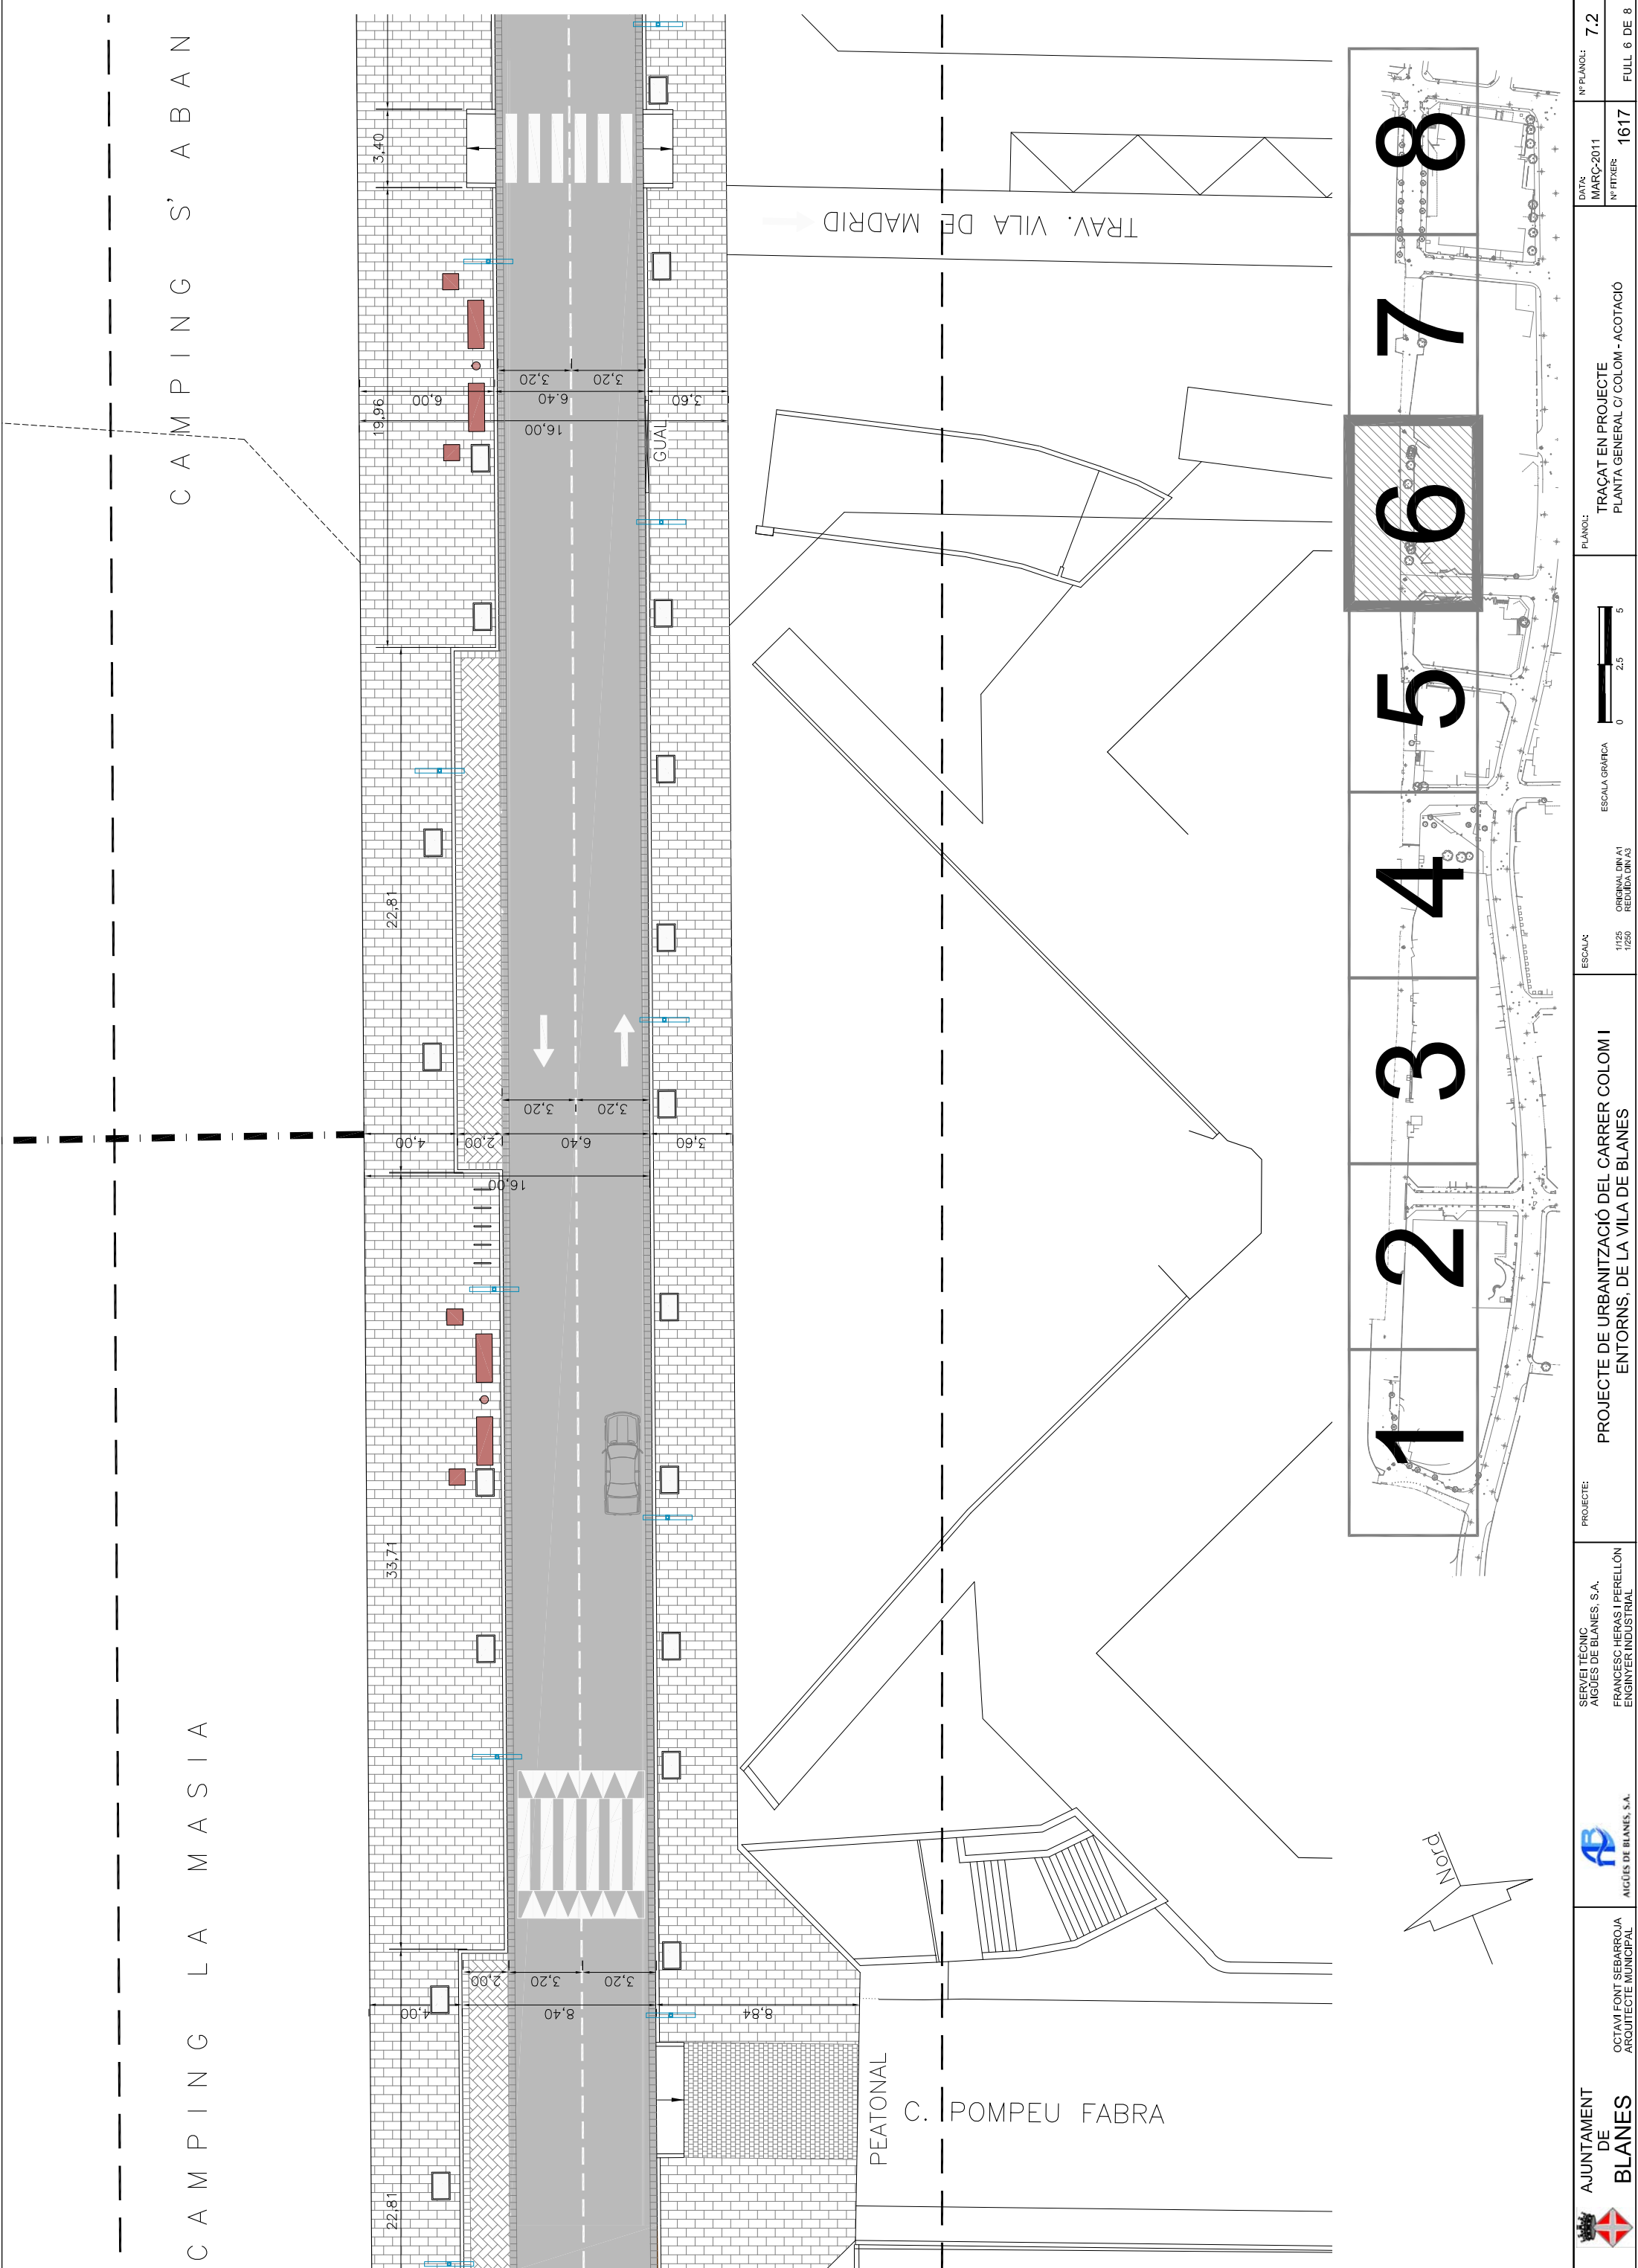 CAMPING LA MASIA
CAMPING S' ABAN
22,81
33,71
22,81
19,96
3,40
4,00
2,00
3,20
3,20
8,40
8,84
4,00
2,00
3,20
3,20
6,40
3,60
16,00
6,00
3,20
3,20
6.40
3,60
16,00
GUAL
PEATONAL
C. POMPEU FABRA
TRAV. VILA DE MADRID
Nord
1
2
3
4
5
6
7
8
AJUNTAMENT
DE
BLANES
OCTAVI FONT SEBARROJA
ARQUITECTE MUNICIPAL
AIGÜES DE BLANES, S.A.
SERVEI TÈCNIC
AIGÜES DE BLANES, S.A.
FRANCESC HERAS I PERELLÓN
ENGINYER INDUSTRIAL
PROJECTE:
PROJECTE DE URBANITZACIÓ DEL CARRER COLOM I
ENTORNS, DE LA VILA DE BLANES
ESCALA:
1/125 ORIGINAL DIN A1
1/250 REDUÏDA DIN A3
ESCALA GRÀFICA
0 2,5 5
PLÀNOL:
TRAÇAT EN PROJECTE
PLANTA GENERAL C/ COLOM - ACOTACIÓ
DATA:
MARÇ-2011
Nº FITXER:
1617
Nº PLÀNOL:
7.2
FULL 6 DE 8